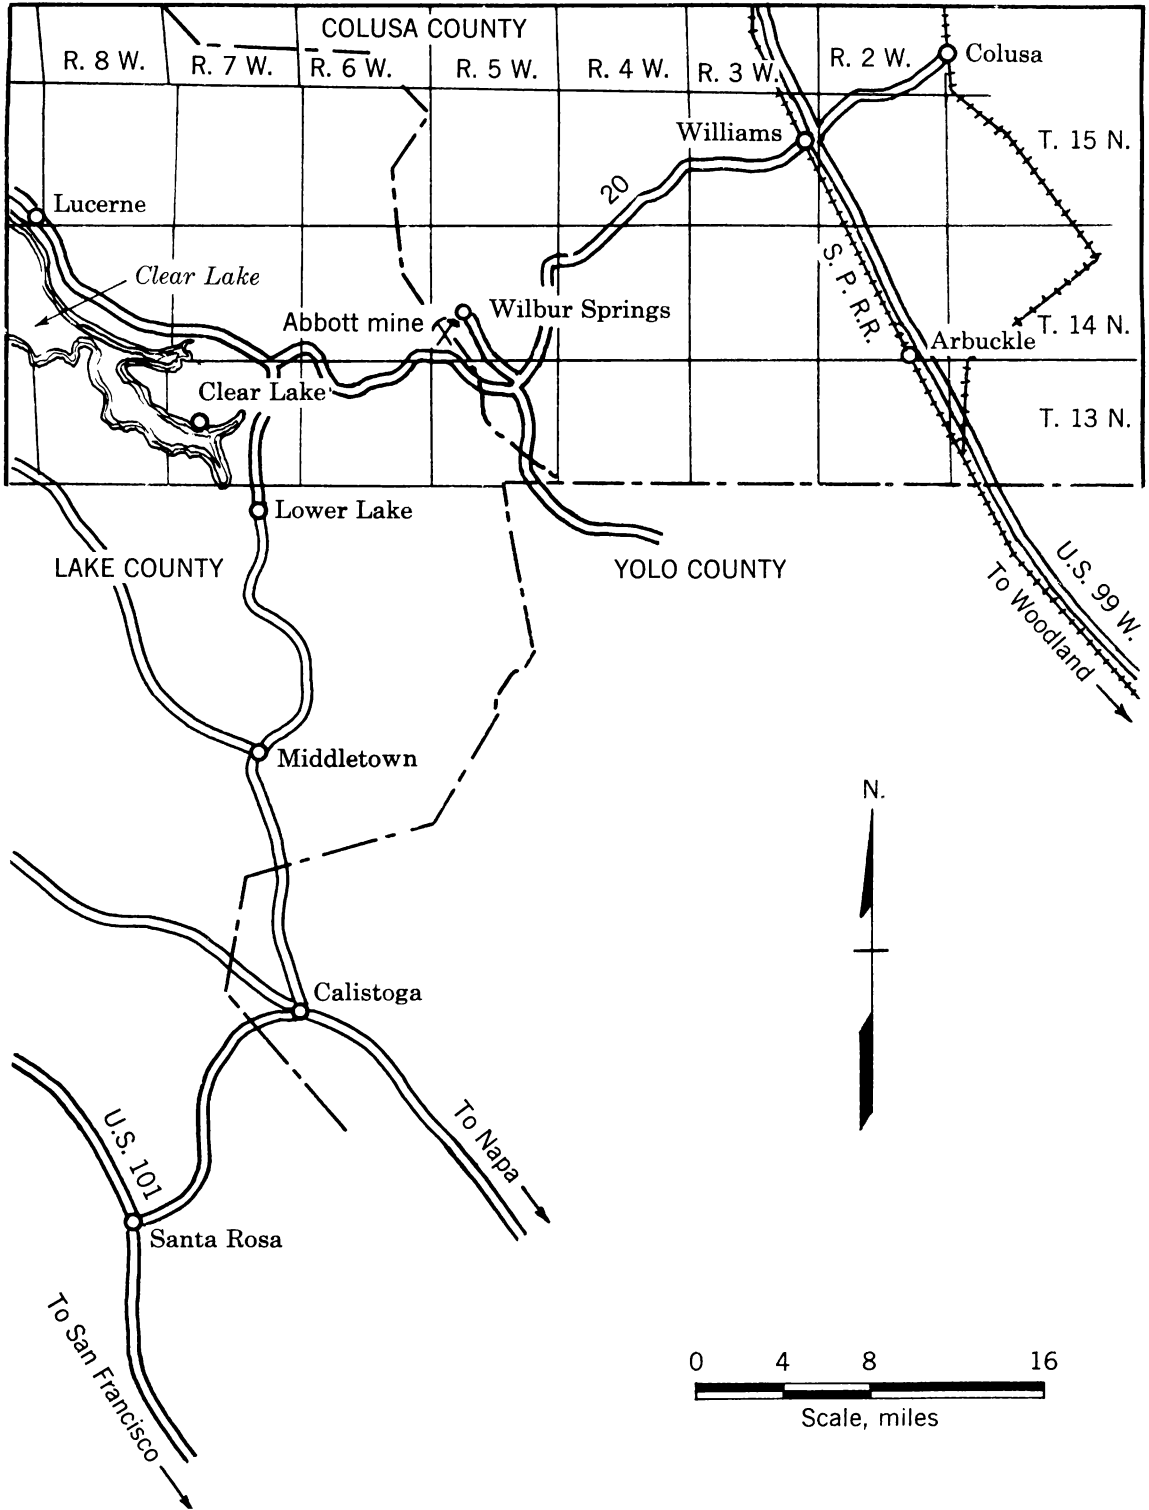 COLUSA COUNTY
R. 8 W.
R. 7 W.
R. 6 W.
R. 5 W.
R. 4 W.
R. 3 W.
R. 2 W.
Colusa
Williams
T. 15 N.
20
Lucerne
Clear Lake
S. P. R.R.
Wilbur Springs
Abbott mine
T. 14 N.
Arbuckle
Clear Lake
T. 13 N.
Lower Lake
LAKE COUNTY
YOLO COUNTY
U.S. 99 W.
To Woodland
Middletown
N.
Calistoga
U.S. 101
To Napa
Santa Rosa
To San Francisco
0 4 8 16
Scale, miles